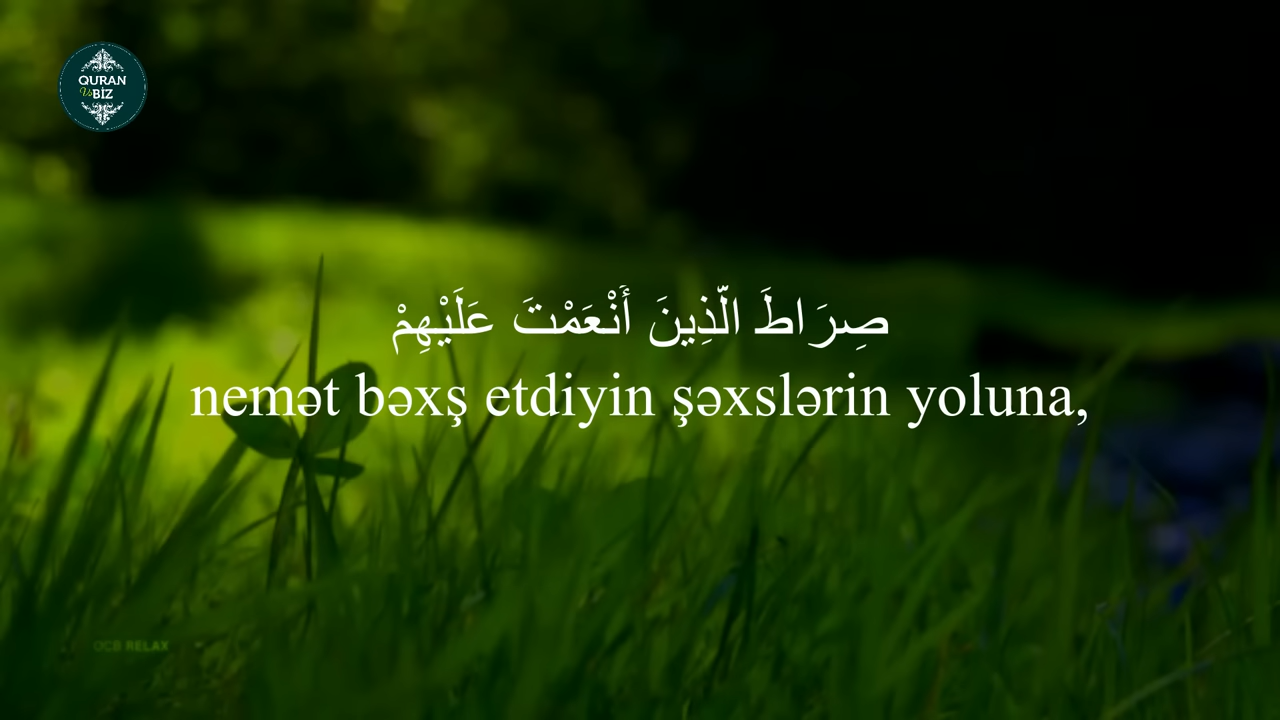 QURAN
Və BİZ
صِرَاطَ الَّذِينَ أَنْعَمْتَ عَلَيْهِمْ
nemət bəxş etdiyin şəxslərin yoluna,
OCB RELAX